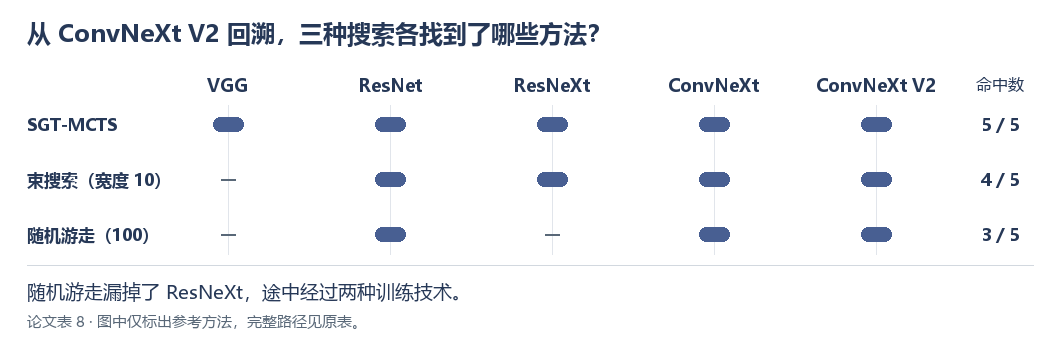 从 ConvNeXt V2 回溯，三种搜索各找到了哪些方法？
VGG ResNet ResNeXt ConvNeXt ConvNeXt V2 命中数
SGT-MCTS 5 / 5
束搜索（宽度 10） — 4 / 5
随机游走（100） — — 3 / 5
随机游走漏掉了 ResNeXt，途中经过两种训练技术。
论文表 8 · 图中仅标出参考方法，完整路径见原表。